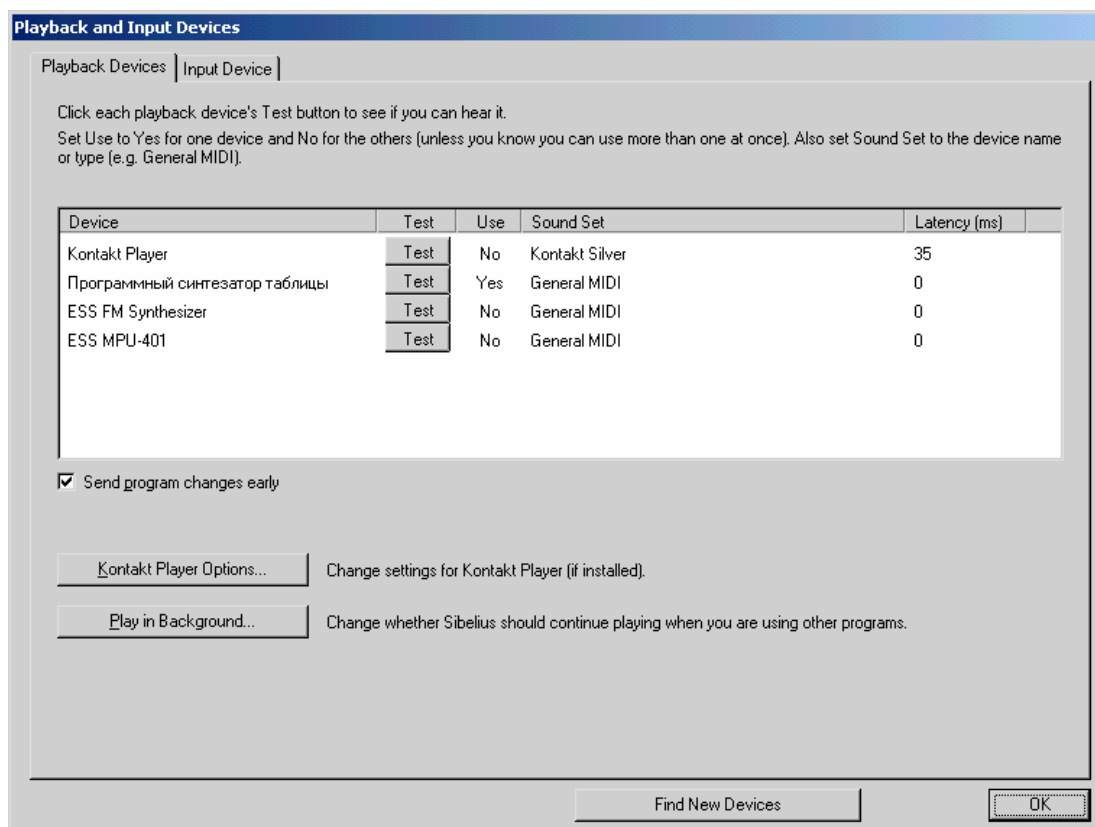 Playback and Input Devices
Playback Devices Input Device
Click each playback device's Test button to see if you can hear it.
Set Use to Yes for one device and No for the others (unless you know you can use more than one at once). Also set Sound Set to the device name
or type (e.g. General MIDI).
Device Test Use Sound Set Latency (ms)
Kontakt Player Test No Kontakt Silver 35
Программный синтезатор таблицы Test Yes General MIDI 0
ESS FM Synthesizer Test No General MIDI 0
ESS MPU-401 Test No General MIDI 0
Send program changes early
Kontakt Player Options... Change settings for Kontakt Player (if installed).
Play in Background... Change whether Sibelius should continue playing when you are using other programs.
Find New Devices OK